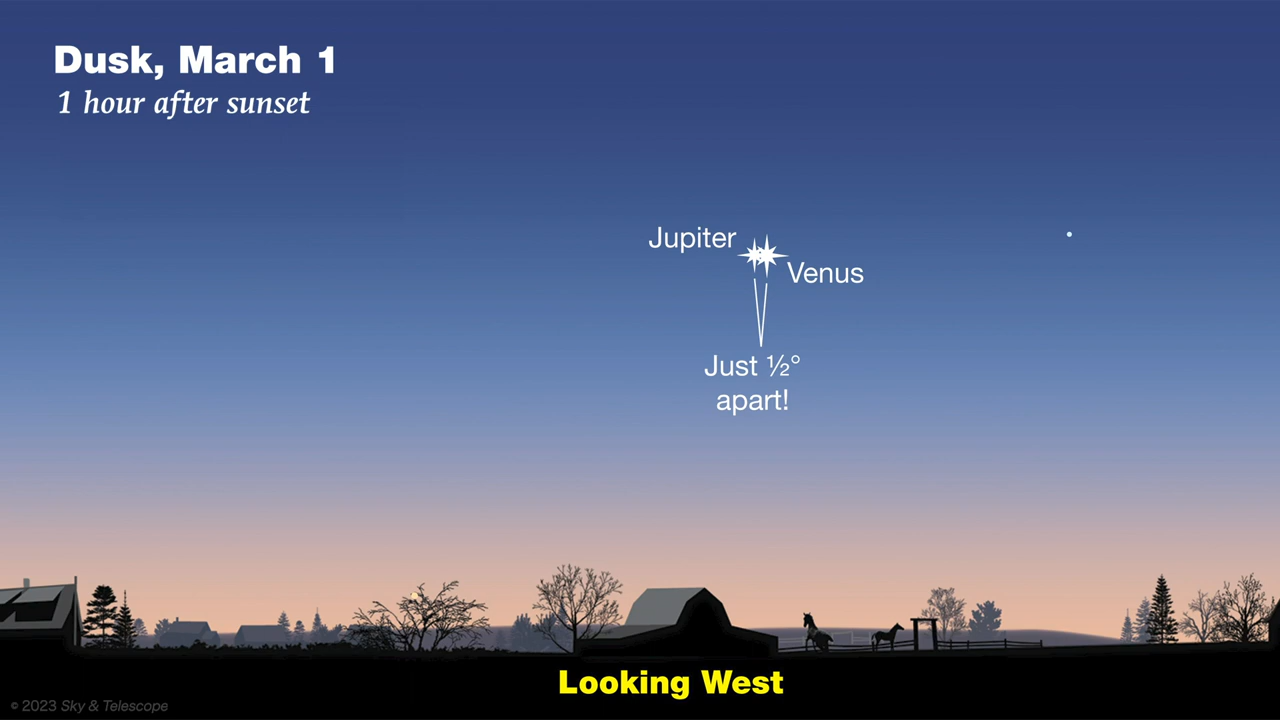 Dusk, March 1
1 hour after sunset
Jupiter
Venus
Just ½°
apart!
Looking West
© 2023 Sky & Telescope